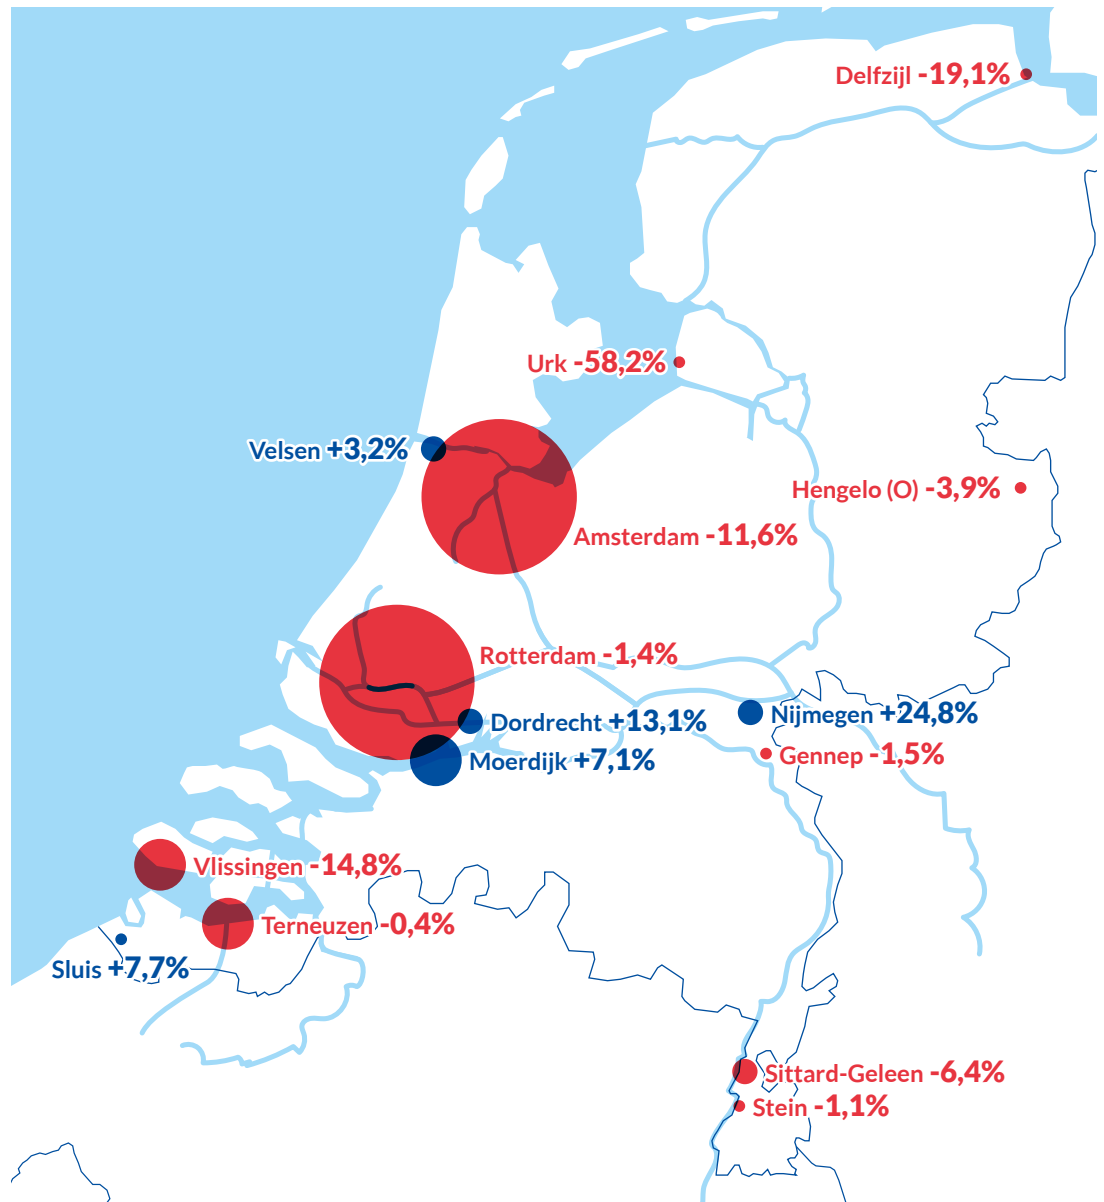 Delfzijl -19,1%
Urk -58,2%
Velsen +3,2%
Hengelo (O) -3,9%
Amsterdam -11,6%
Rotterdam -1,4%
Nijmegen +24,8%
Dordrecht +13,1%
Gennep -1,5%
Moerdijk +7,1%
Vlissingen -14,8%
Terneuzen -0,4%
Sluis +7,7%
Sittard-Geleen -6,4%
Stein -1,1%